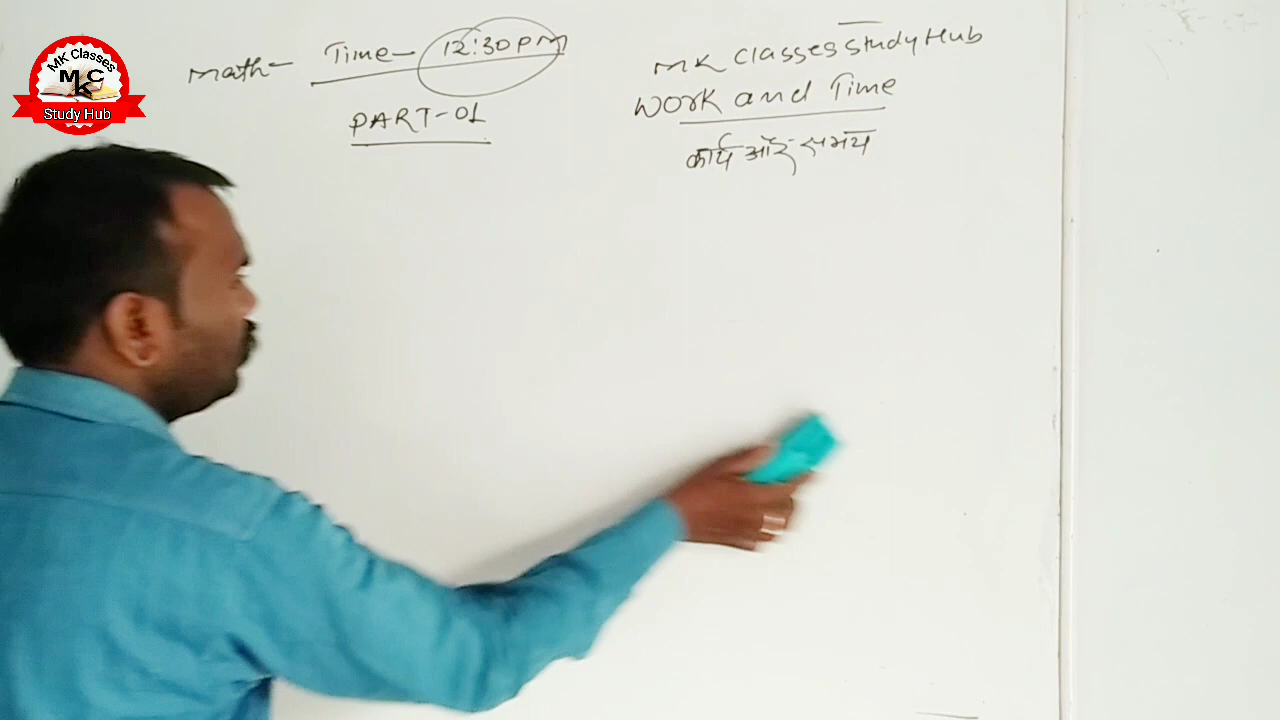 MK Classes
MKC
Study Hub
Math- Time- 12:30PM
PART-01
MK Classes Study Hub
Work and Time
कार्य और समय